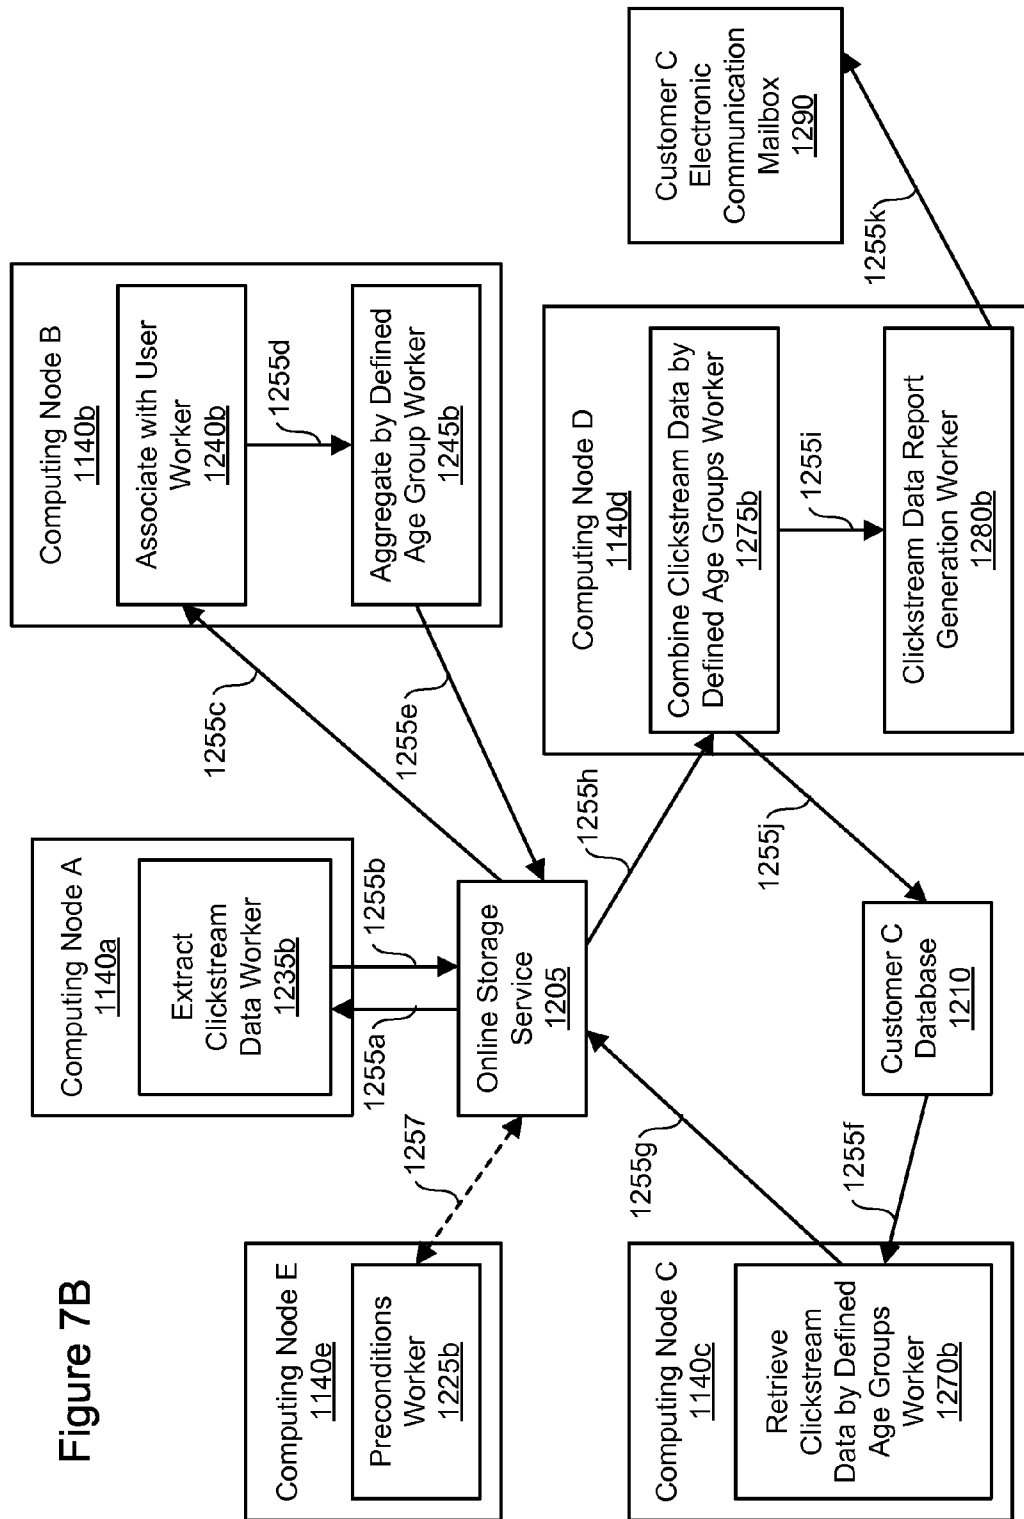 Figure 7B
Computing Node E
1140e
Preconditions
Worker
1225b
1257
Computing Node A
1140a
Extract
Clickstream
Data Worker
1235b
1255a
1255b
Computing Node B
1140b
Associate with User
Worker
1240b
1255d
Aggregate by Defined
Age Group Worker
1245b
1255c
1255e
Online Storage
Service
1205
Computing Node C
1140c
Retrieve
Clickstream
Data by Defined
Age Groups
Worker
1270b
1255g
1255f
Customer C
Database
1210
1255h
1255j
Computing Node D
1140d
Combine Clickstream Data by
Defined Age Groups Worker
1275b
1255i
Clickstream Data Report
Generation Worker
1280b
1255k
Customer C
Electronic
Communication
Mailbox
1290